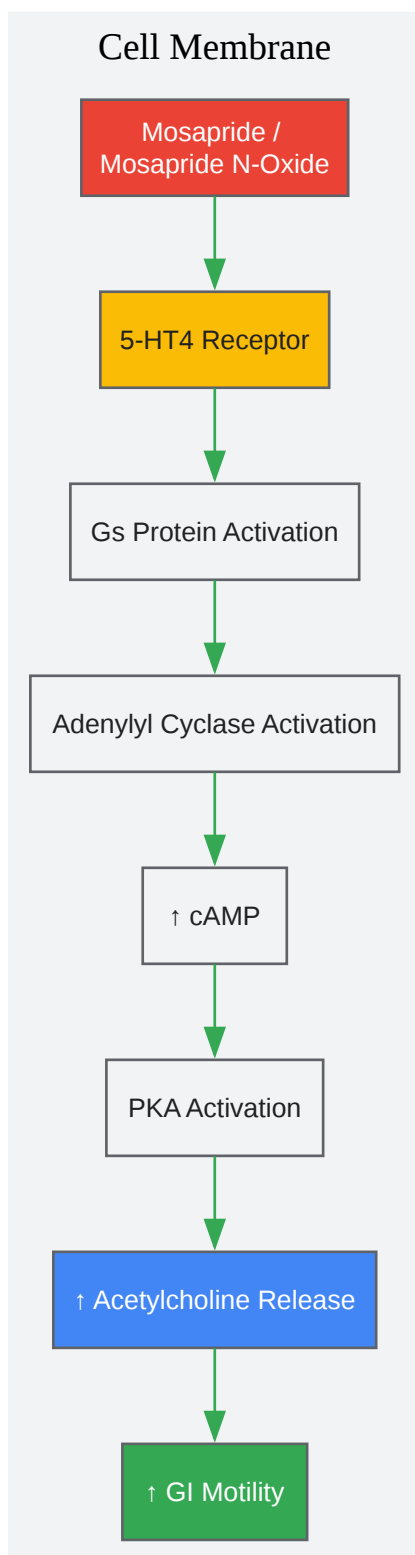 Cell Membrane
Mosapride /
Mosapride N-Oxide
5-HT4 Receptor
Gs Protein Activation
Adenylyl Cyclase Activation
↑ cAMP
PKA Activation
↑ Acetylcholine Release
↑ GI Motility